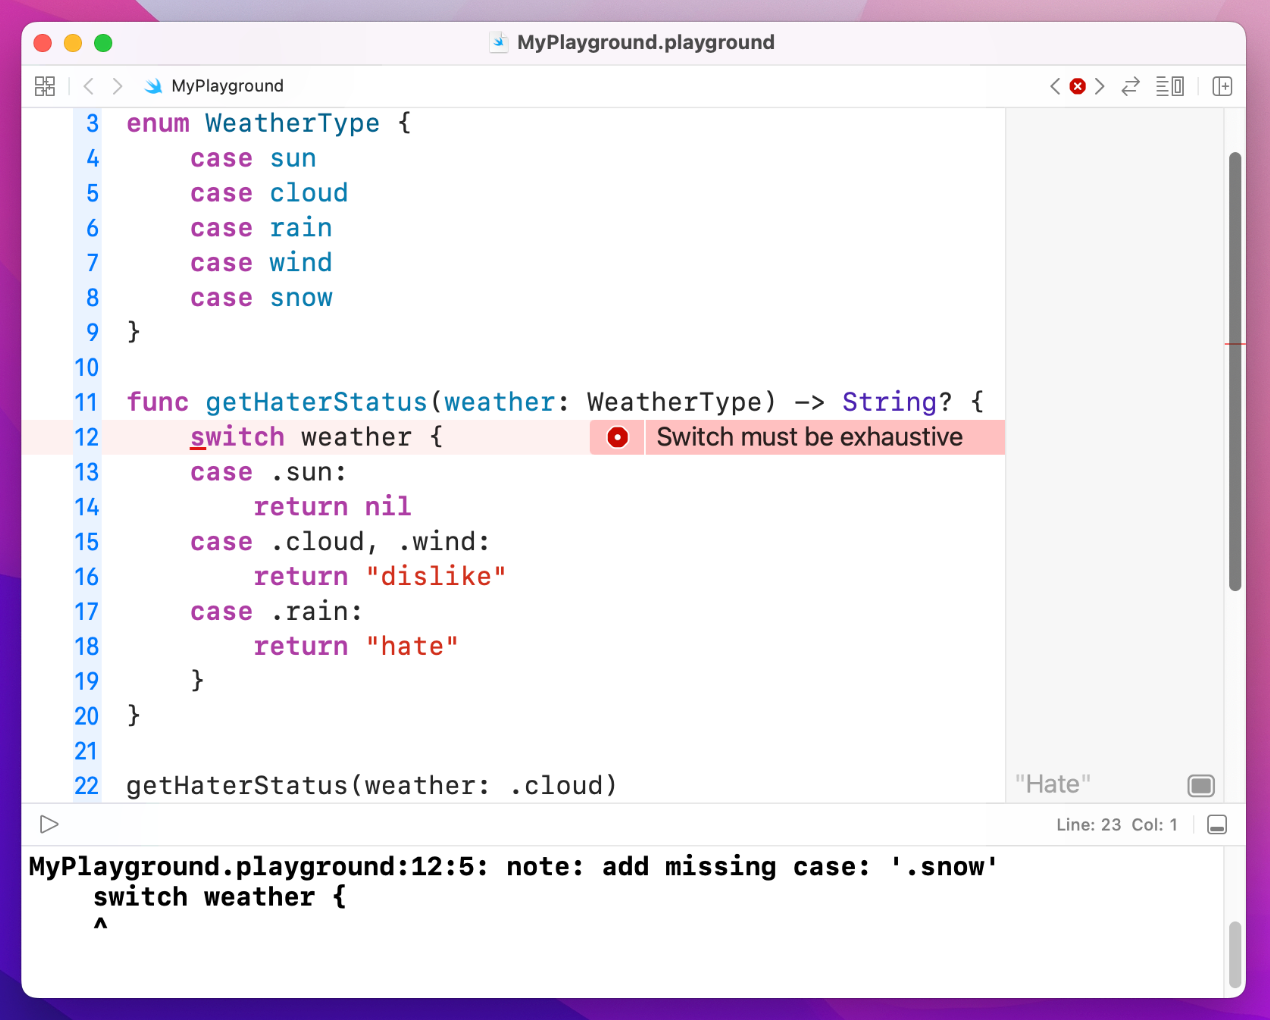 MyPlayground.playground
MyPlayground
3 enum WeatherType {
4     case sun
5     case cloud
6     case rain
7     case wind
8     case snow
9 }
10
11 func getHaterStatus(weather: WeatherType) -> String? {
12     switch weather { Switch must be exhaustive
13     case .sun:
14         return nil
15     case .cloud, .wind:
16         return "dislike"
17     case .rain:
18         return "hate"
19     }
20 }
21
22 getHaterStatus(weather: .cloud) "Hate"
Line: 23 Col: 1
MyPlayground.playground:12:5: note: add missing case: '.snow'
    switch weather {
    ^